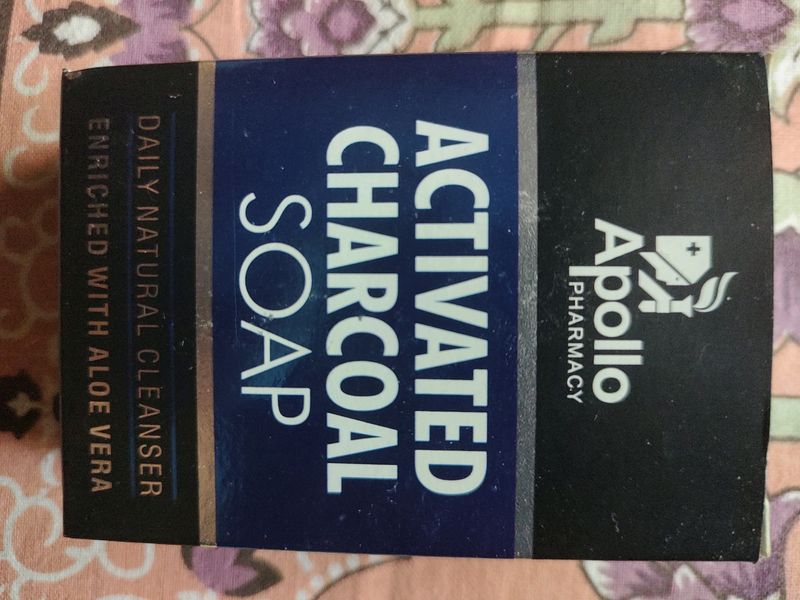 Apollo
PHARMACY
ACTIVATED
CHARCOAL
SOAP
DAILY NATURAL CLEANSER
ENRICHED WITH ALOE VERA